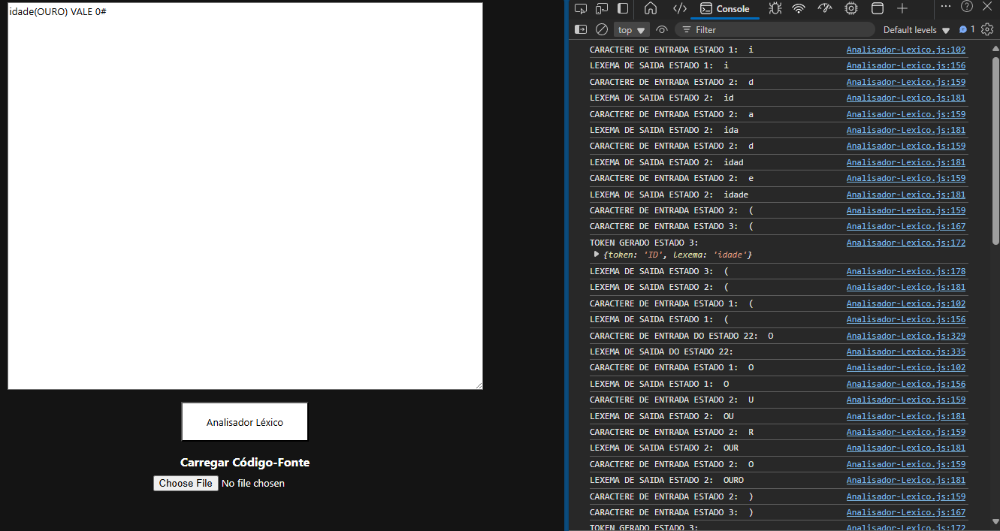 idade(OURO) VALE 0#
Analisador Léxico
Carregar Código-Fonte
Choose File No file chosen
Console
top
Filter
Default levels
1
CARACTERE DE ENTRADA ESTADO 1: i Analisador-Lexico.js:102
LEXEMA DE SAIDA ESTADO 1: i Analisador-Lexico.js:156
CARACTERE DE ENTRADA ESTADO 2: d Analisador-Lexico.js:159
LEXEMA DE SAIDA ESTADO 2: id Analisador-Lexico.js:181
CARACTERE DE ENTRADA ESTADO 2: a Analisador-Lexico.js:159
LEXEMA DE SAIDA ESTADO 2: ida Analisador-Lexico.js:181
CARACTERE DE ENTRADA ESTADO 2: d Analisador-Lexico.js:159
LEXEMA DE SAIDA ESTADO 2: idad Analisador-Lexico.js:181
CARACTERE DE ENTRADA ESTADO 2: e Analisador-Lexico.js:159
LEXEMA DE SAIDA ESTADO 2: idade Analisador-Lexico.js:181
CARACTERE DE ENTRADA ESTADO 2: ( Analisador-Lexico.js:159
CARACTERE DE ENTRADA ESTADO 3: ( Analisador-Lexico.js:167
TOKEN GERADO ESTADO 3: Analisador-Lexico.js:172
{token: 'ID', lexema: 'idade'}
LEXEMA DE SAIDA ESTADO 3: ( Analisador-Lexico.js:178
LEXEMA DE SAIDA ESTADO 2: ( Analisador-Lexico.js:181
CARACTERE DE ENTRADA ESTADO 1: ( Analisador-Lexico.js:102
LEXEMA DE SAIDA ESTADO 1: ( Analisador-Lexico.js:156
CARACTERE DE ENTRADA DO ESTADO 22: O Analisador-Lexico.js:329
LEXEMA DE SAIDA DO ESTADO 22: Analisador-Lexico.js:335
CARACTERE DE ENTRADA ESTADO 1: O Analisador-Lexico.js:102
LEXEMA DE SAIDA ESTADO 1: O Analisador-Lexico.js:156
CARACTERE DE ENTRADA ESTADO 2: U Analisador-Lexico.js:159
LEXEMA DE SAIDA ESTADO 2: OU Analisador-Lexico.js:181
CARACTERE DE ENTRADA ESTADO 2: R Analisador-Lexico.js:159
LEXEMA DE SAIDA ESTADO 2: OUR Analisador-Lexico.js:181
CARACTERE DE ENTRADA ESTADO 2: O Analisador-Lexico.js:159
LEXEMA DE SAIDA ESTADO 2: OURO Analisador-Lexico.js:181
CARACTERE DE ENTRADA ESTADO 2: ) Analisador-Lexico.js:159
CARACTERE DE ENTRADA ESTADO 3: ) Analisador-Lexico.js:167
TOKEN GERADO ESTADO 3: Analisador-Lexico.js:172